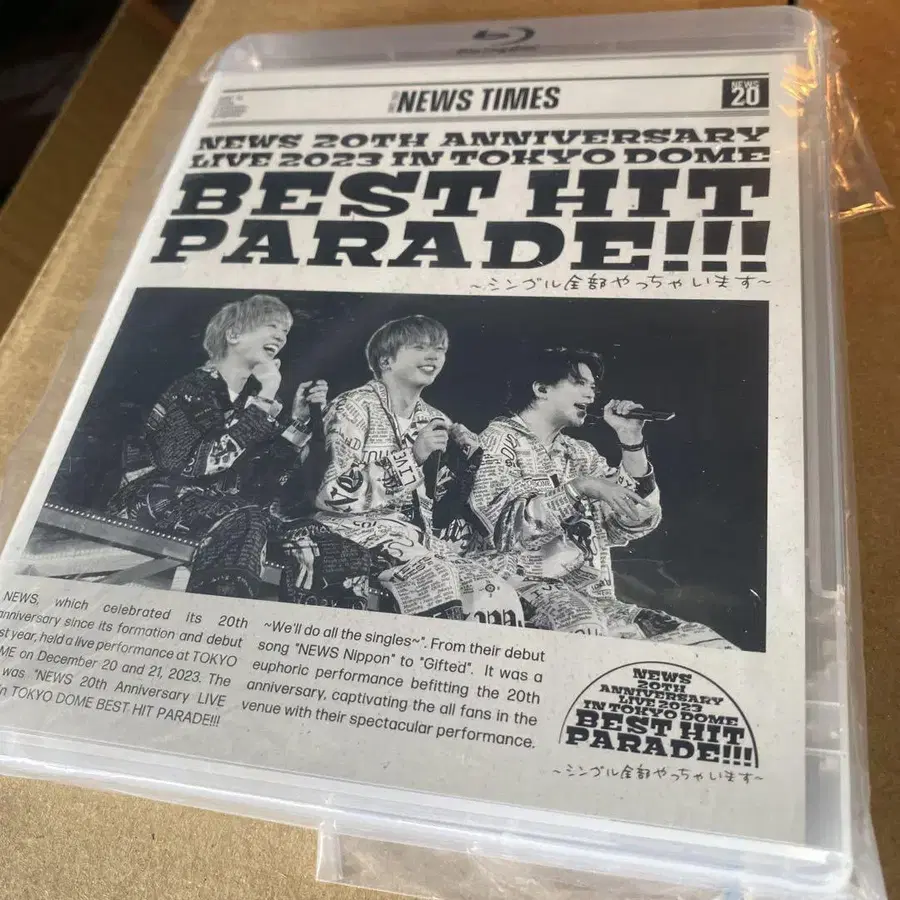 NEWS TIMES
NEWS
20
NEWS 20TH ANNIVERSARY
LIVE 2023 IN TOKYO DOME
BEST HIT
PARADE!!!
~シングル全部やっちゃいます~
NEWS, which celebrated its 20th
anniversary since its formation and debut
st year, held a live performance at TOKYO
ME on December 20 and 21, 2023. The
was "NEWS 20th Anniversary LIVE
in TOKYO DOME BEST HIT PARADE!!!
~We'll do all the singles~". From their debut
song "NEWS Nippon" to "Gifted". It was a
euphoric performance befitting the 20th
anniversary, captivating the all fans in the
venue with their spectacular performance.
NEWS
20TH
ANNIVERSARY
LIVE 2023
IN TOKYO DOME
BEST HIT
PARADE!!!
~シングル全部やっちゃいます~